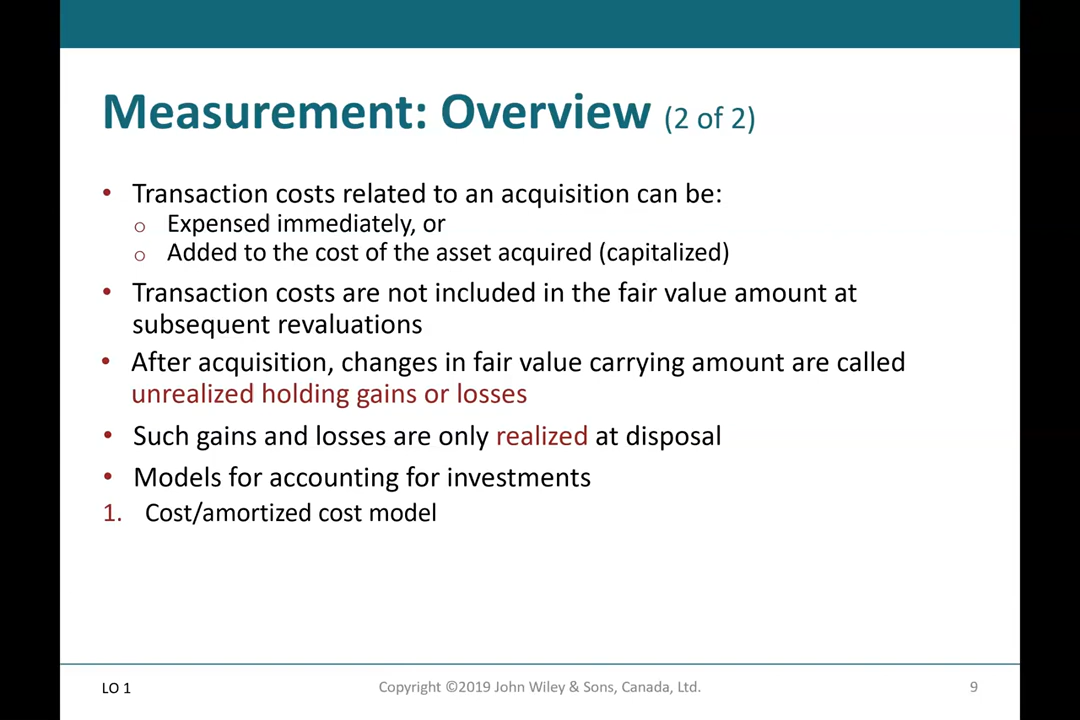 Measurement: Overview (2 of 2)
• Transaction costs related to an acquisition can be:
o Expensed immediately, or
o Added to the cost of the asset acquired (capitalized)
• Transaction costs are not included in the fair value amount at
subsequent revaluations
• After acquisition, changes in fair value carrying amount are called
unrealized holding gains or losses
• Such gains and losses are only realized at disposal
• Models for accounting for investments
1. Cost/amortized cost model
LO 1
Copyright ©2019 John Wiley & Sons, Canada, Ltd.
9